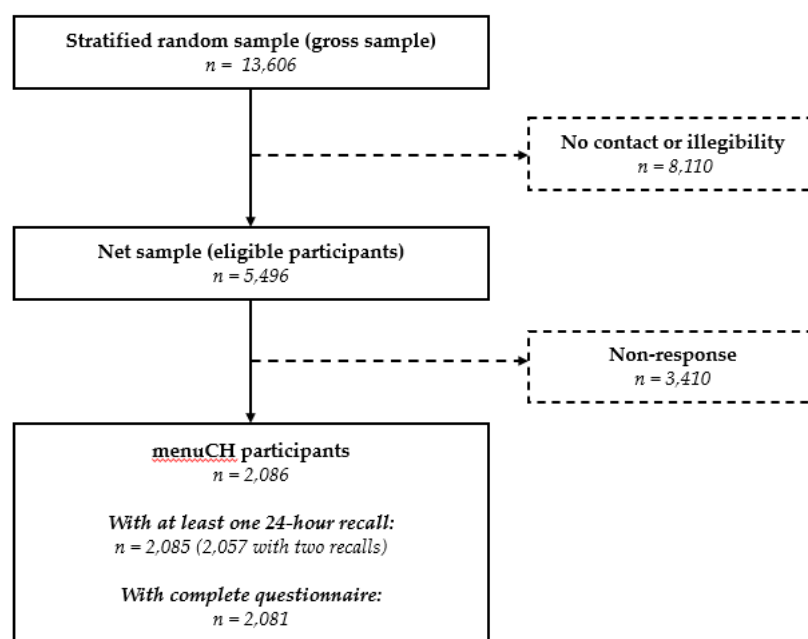 Stratified random sample (gross sample)
n = 13,606
No contact or illegibility
n = 8,110
Net sample (eligible participants)
n = 5,496
Non-response
n = 3,410
menuCH participants
n = 2,086
With at least one 24-hour recall:
n = 2,085 (2,057 with two recalls)
With complete questionnaire:
n = 2,081